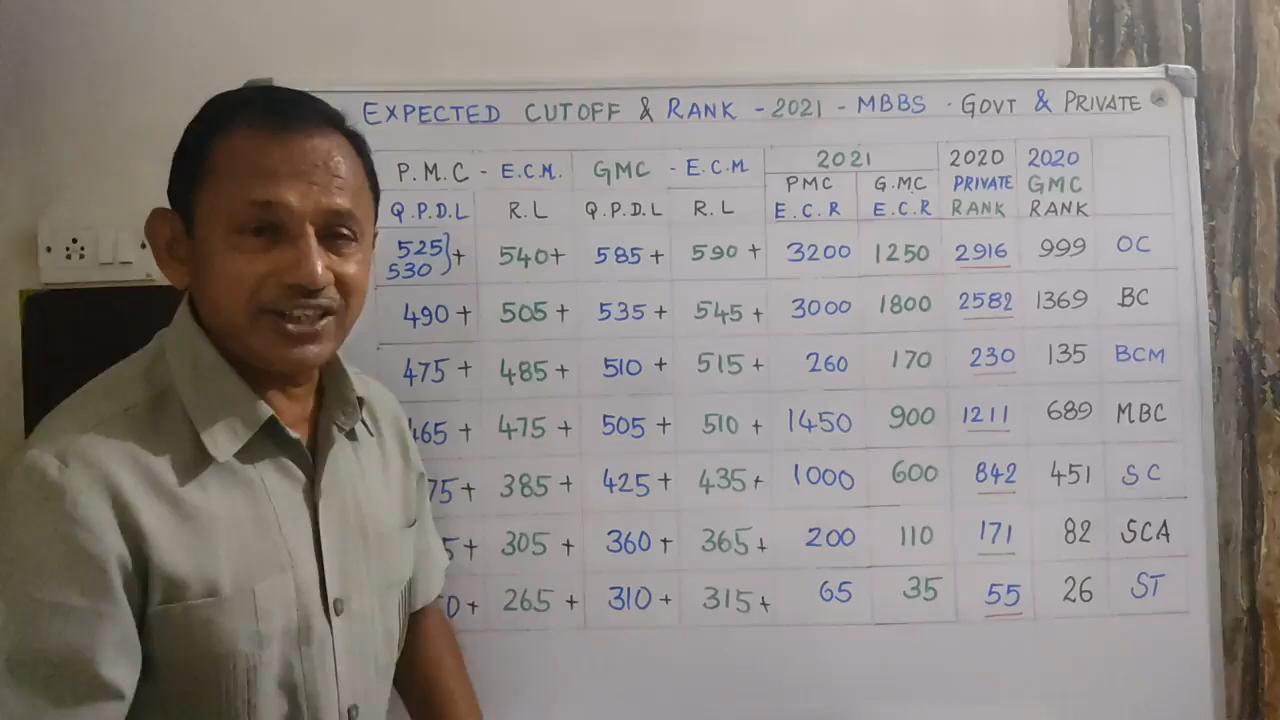 EXPECTED CUTOFF & RANK - 2021 - MBBS - GOVT & PRIVATE
P.M.C - E.C.M. GMC - E.C.M 2021 2020 2020
PMC G.MC PRIVATE GMC
Q.P.D.L R.L Q.P.D.L R.L E.C.R E.C.R RANK RANK
525 530 }+ 540+ 585+ 590+ 3200 1250 2916 999 OC
490+ 505+ 535+ 545+ 3000 1800 2582 1369 BC
475+ 485+ 510+ 515+ 260 170 230 135 BCM
465+ 475+ 505+ 510+ 1450 900 1211 689 MBC
75+ 385+ 425+ 435+ 1000 600 842 451 SC
5+ 305+ 360+ 365+ 200 110 171 82 SCA
0+ 265+ 310+ 315+ 65 35 55 26 ST